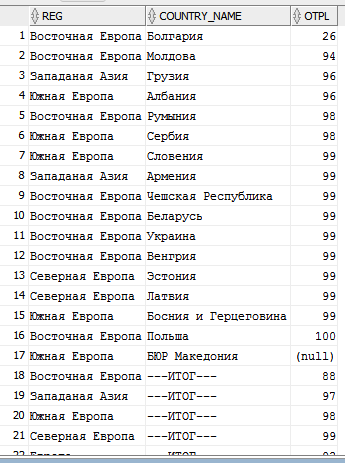 REG COUNTRY_NAME OTPL
1 Восточная Европа Болгария 26
2 Восточная Европа Молдова 94
3 Западаная Азия Грузия 96
4 Южная Европа Албания 96
5 Восточная Европа Румыния 98
6 Южная Европа Сербия 98
7 Южная Европа Словения 99
8 Западаная Азия Армения 99
9 Восточная Европа Чешская Республика 99
10 Восточная Европа Беларусь 99
11 Восточная Европа Украина 99
12 Восточная Европа Венгрия 99
13 Северная Европа Эстония 99
14 Северная Европа Латвия 99
15 Южная Европа Босния и Герцеговина 99
16 Восточная Европа Польша 100
17 Южная Европа БЮР Македония (null)
18 Восточная Европа ---ИТОГ--- 88
19 Западаная Азия ---ИТОГ--- 97
20 Южная Европа ---ИТОГ--- 98
21 Северная Европа ---ИТОГ--- 99